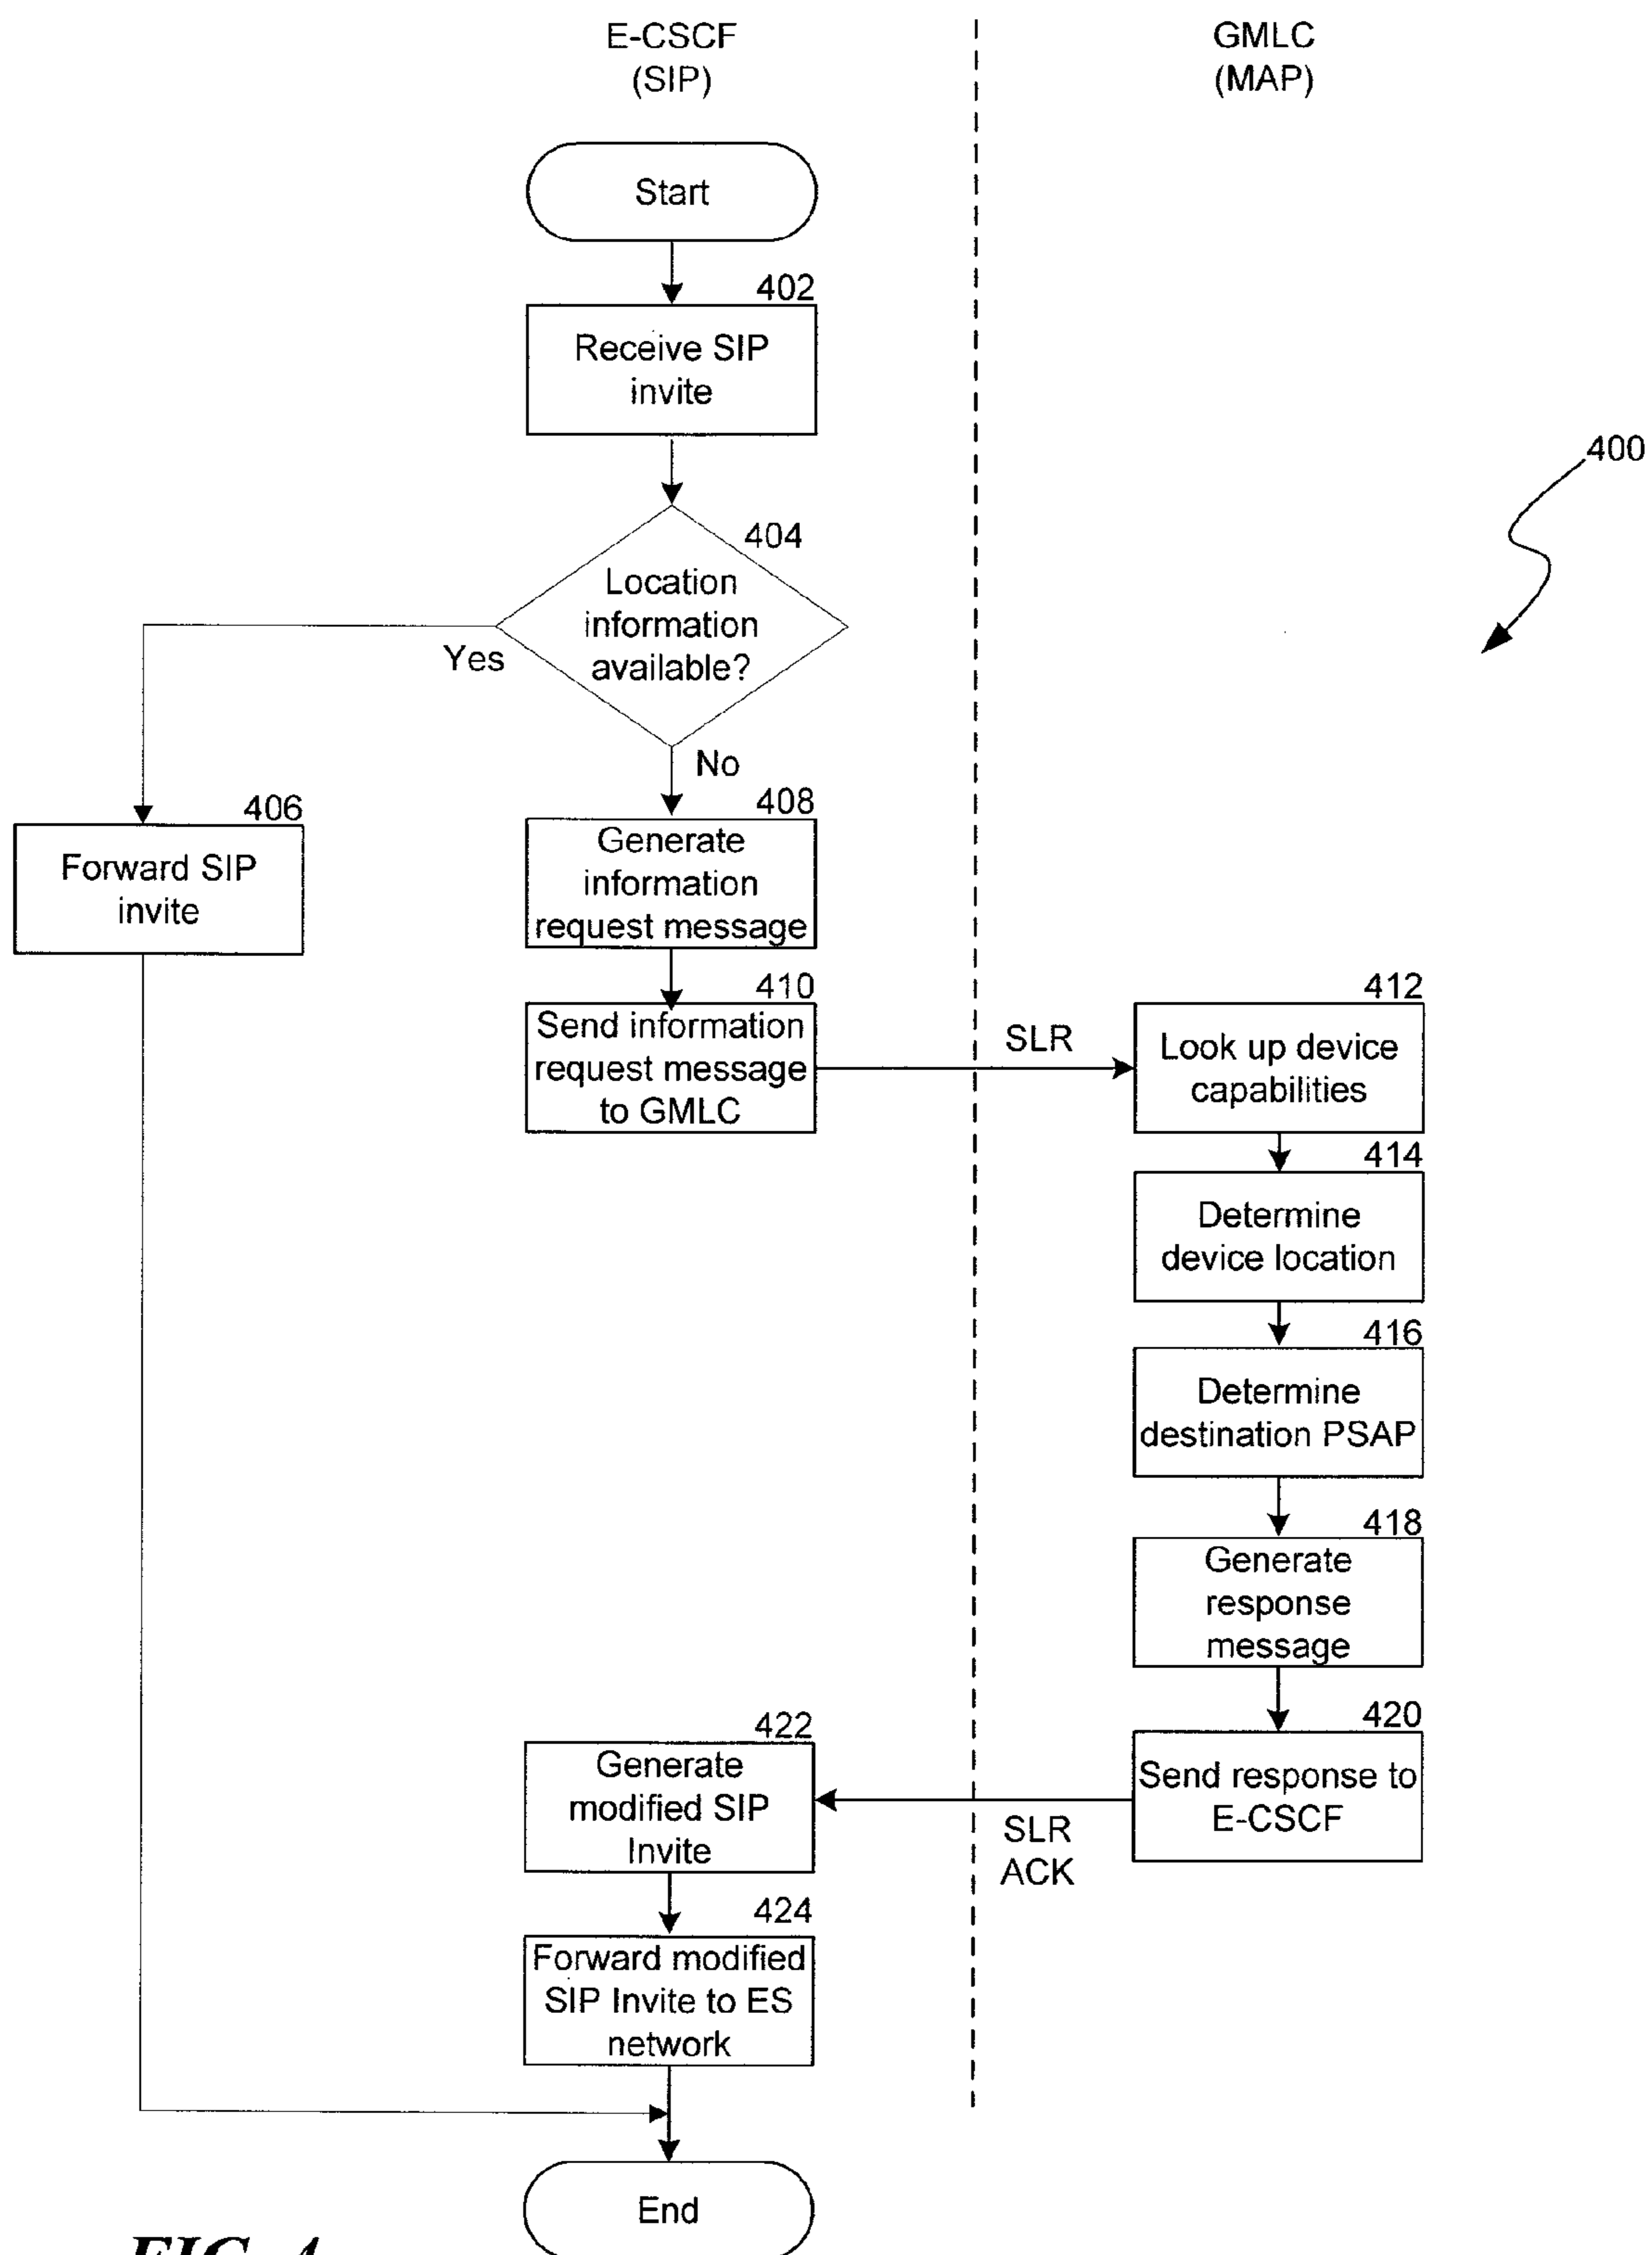 E-CSCF
(SIP)
GMLC
(MAP)
Start
402
Receive SIP
invite
400
404
Location
information
available?
Yes
No
406
Forward SIP
invite
408
Generate
information
request message
410
Send information
request message
to GMLC
SLR
412
Look up device
capabilities
414
Determine
device location
416
Determine
destination PSAP
418
Generate
response
message
420
Send response to
E-CSCF
SLR
ACK
422
Generate
modified SIP
Invite
424
Forward modified
SIP Invite to ES
network
End
FIG. 4